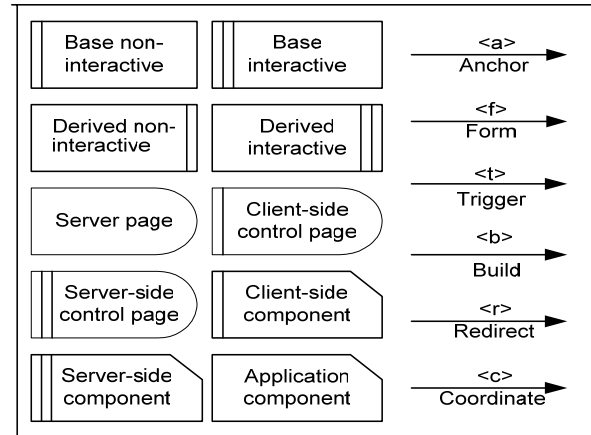 Base non-
interactive
Base
interactive
<a>
Anchor
Derived non-
interactive
Derived
interactive
<f>
Form
Server page
Client-side
control page
<t>
Trigger
<b>
Build
Server-side
control page
Client-side
component
<r>
Redirect
Server-side
component
Application
component
<c>
Coordinate